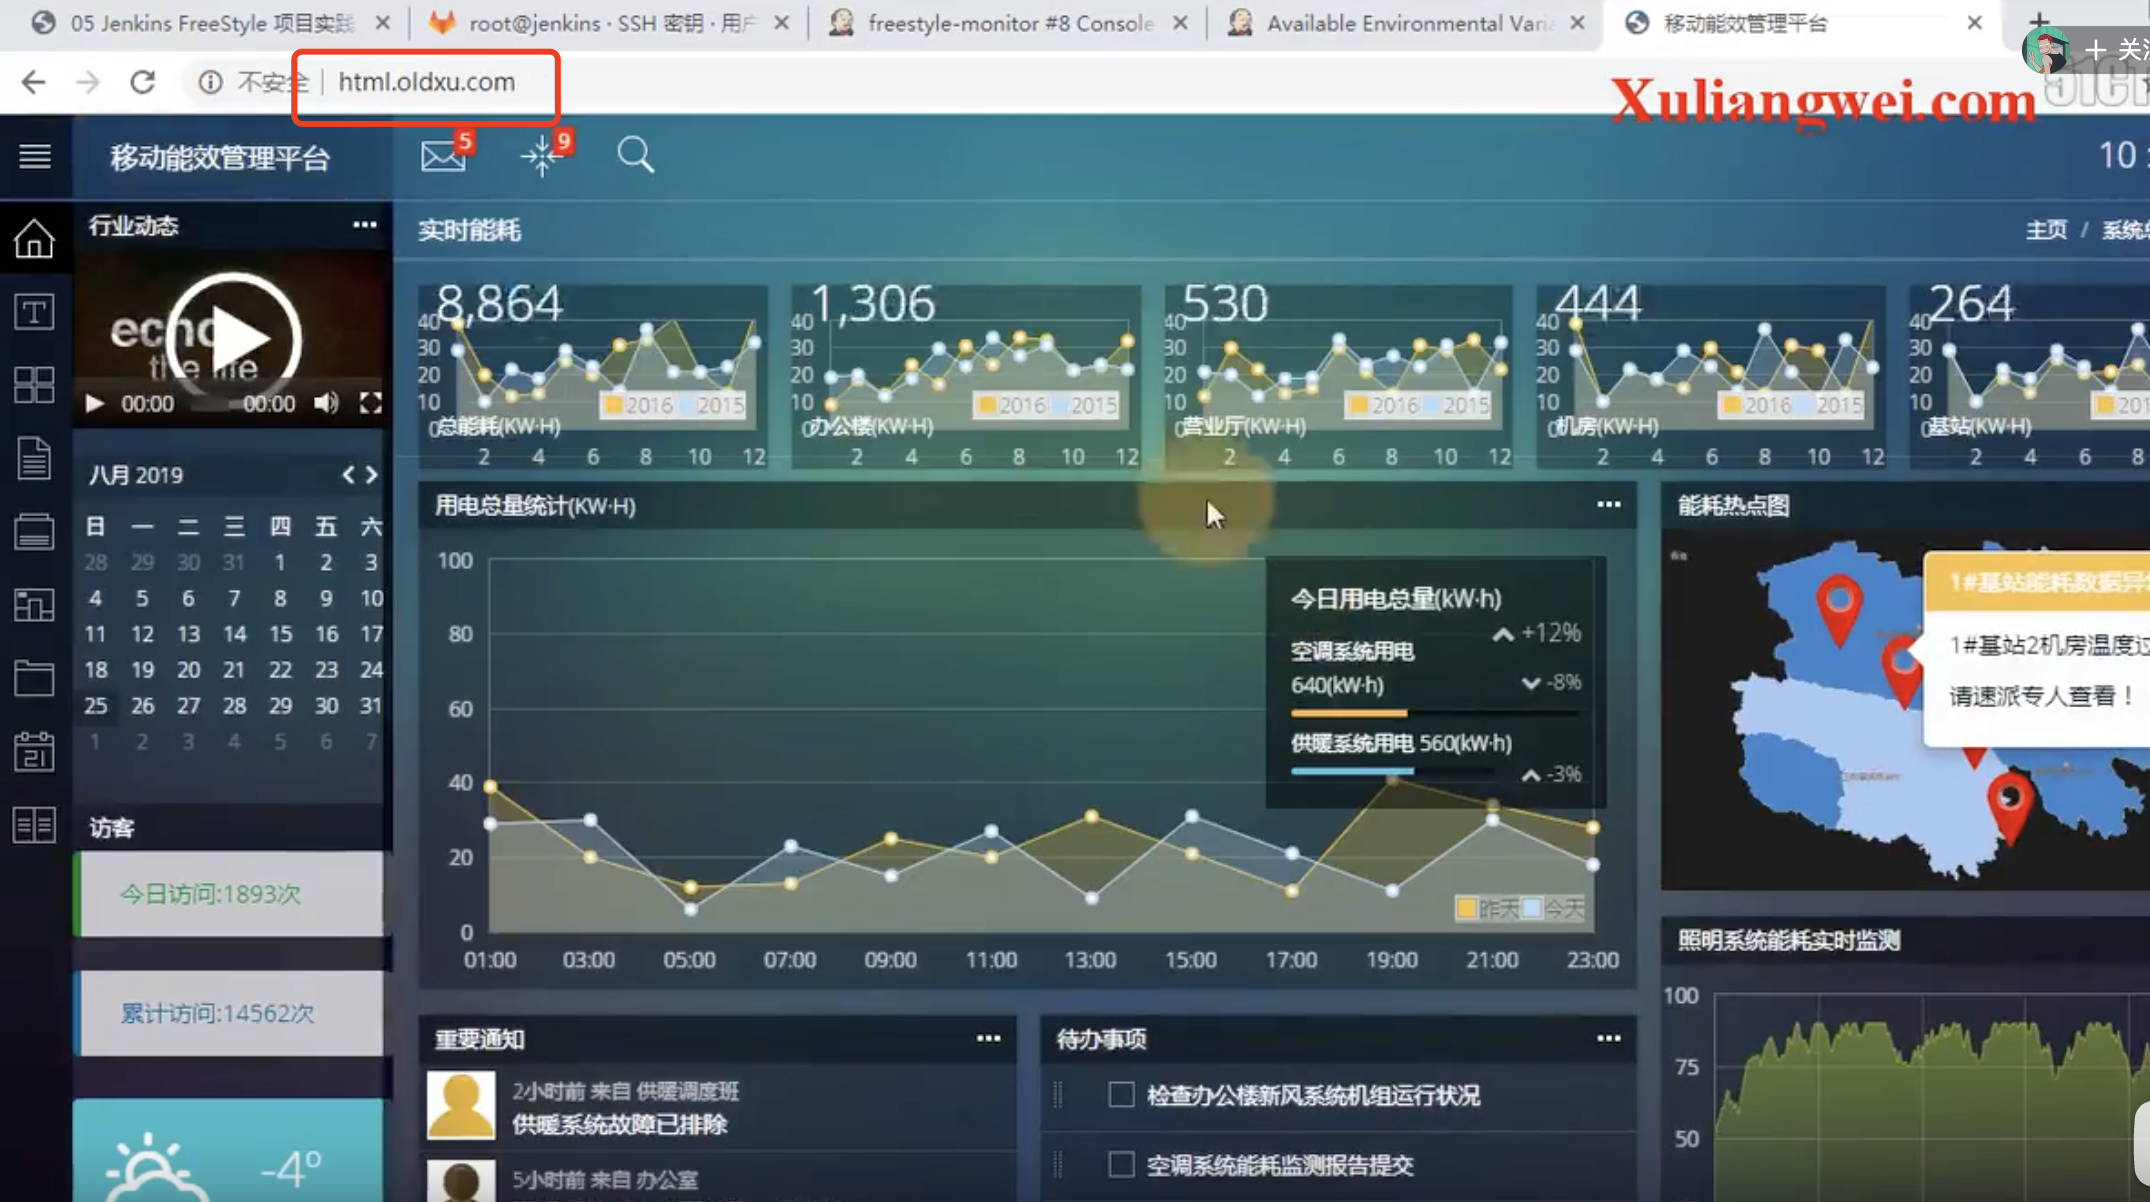 05 Jenkins FreeStyle 项目实践
root@jenkins · SSH 密钥 · 用户
freestyle-monitor #8 Console
Available Environmental Varia
移动能效管理平台
关注
不安全
html.oldxu.com
Xuliangwei.com
移动能效管理平台
5
9
10 :
行业动态
实时能耗
主页 / 系统
echo
the life
00:00
00:00
8,864
40
30
20
10
0
总能耗(KW·H)
2016 2015
2 4 6 8 10 12
1,306
40
30
20
10
0
办公楼(KW·H)
2016 2015
2 4 6 8 10 12
530
40
30
20
10
0
营业厅(KW·H)
2016 2015
2 4 6 8 10 12
444
40
30
20
10
0
机房(KW·H)
2016 2015
2 4 6 8 10 12
264
40
30
20
10
0
基站(KW·H)
201
2 4 6 8
八月 2019
日 一 二 三 四 五 六
28 29 30 31 1 2 3
4 5 6 7 8 9 10
11 12 13 14 15 16 17
18 19 20 21 22 23 24
25 26 27 28 29 30 31
1 2 3 4 5 6 7
21
访客
今日访问:1893次
累计访问:14562次
-4°
用电总量统计(KW·H)
100
80
60
40
20
0
01:00 03:00 05:00 07:00 09:00 11:00 13:00 15:00 17:00 19:00 21:00 23:00
今日用电总量(kW·h)
+12%
空调系统用电
640(kW·h)
-8%
供暖系统用电 560(kW·h)
-3%
昨天 今天
能耗热点图
1#基站能耗数据异
1#基站2机房温度过
请速派专人查看！
照明系统能耗实时监测
100
75
50
重要通知
2小时前 来自 供暖调度班
供暖系统故障已排除
5小时前 来自 办公室
待办事项
检查办公楼新风系统机组运行状况
空调系统能耗监测报告提交